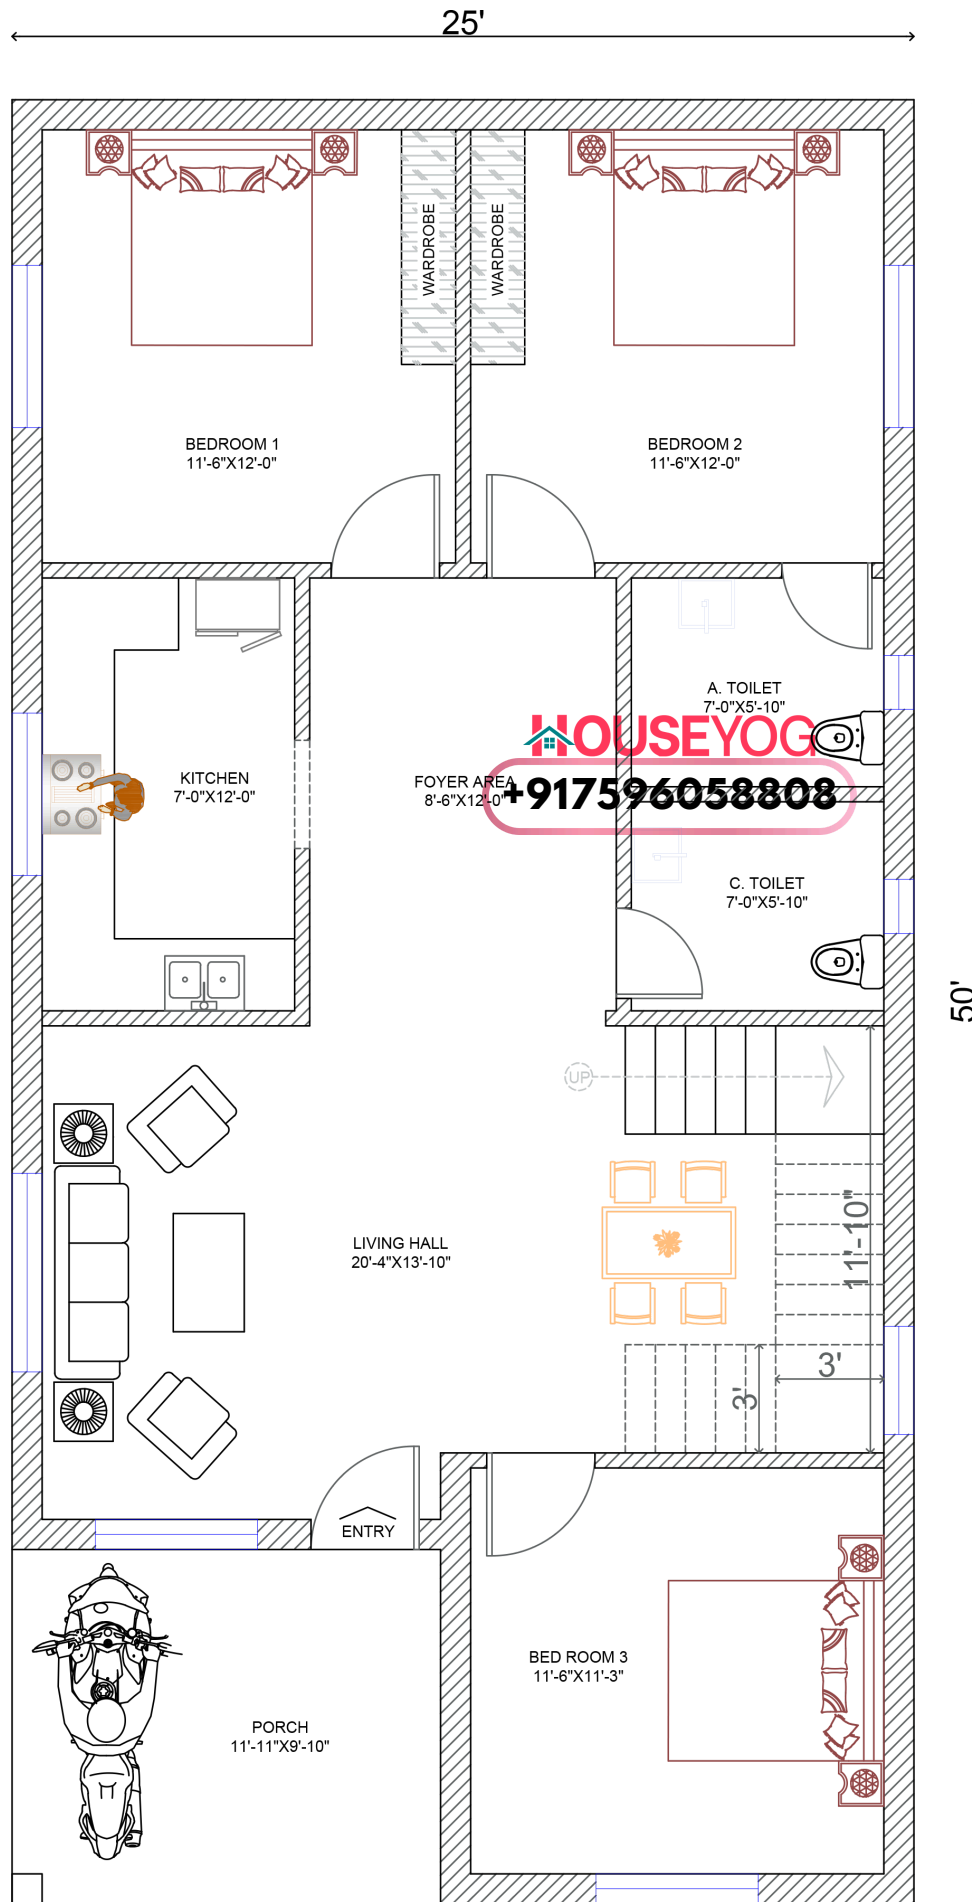 25'
WARDROBE
WARDROBE
BEDROOM 1
11'-6"X12'-0"
BEDROOM 2
11'-6"X12'-0"
A. TOILET
7'-0"X5'-10"
HOUSEYOG
KITCHEN
7'-0"X12'-0"
FOYER AREA
8'-6"X12'-0"
+917596058808
C. TOILET
7'-0"X5'-10"
50'
UP
LIVING HALL
20'-4"X13'-10"
11'-10"
3'
3'
ENTRY
BED ROOM 3
11'-6"X11'-3"
PORCH
11'-11"X9'-10"